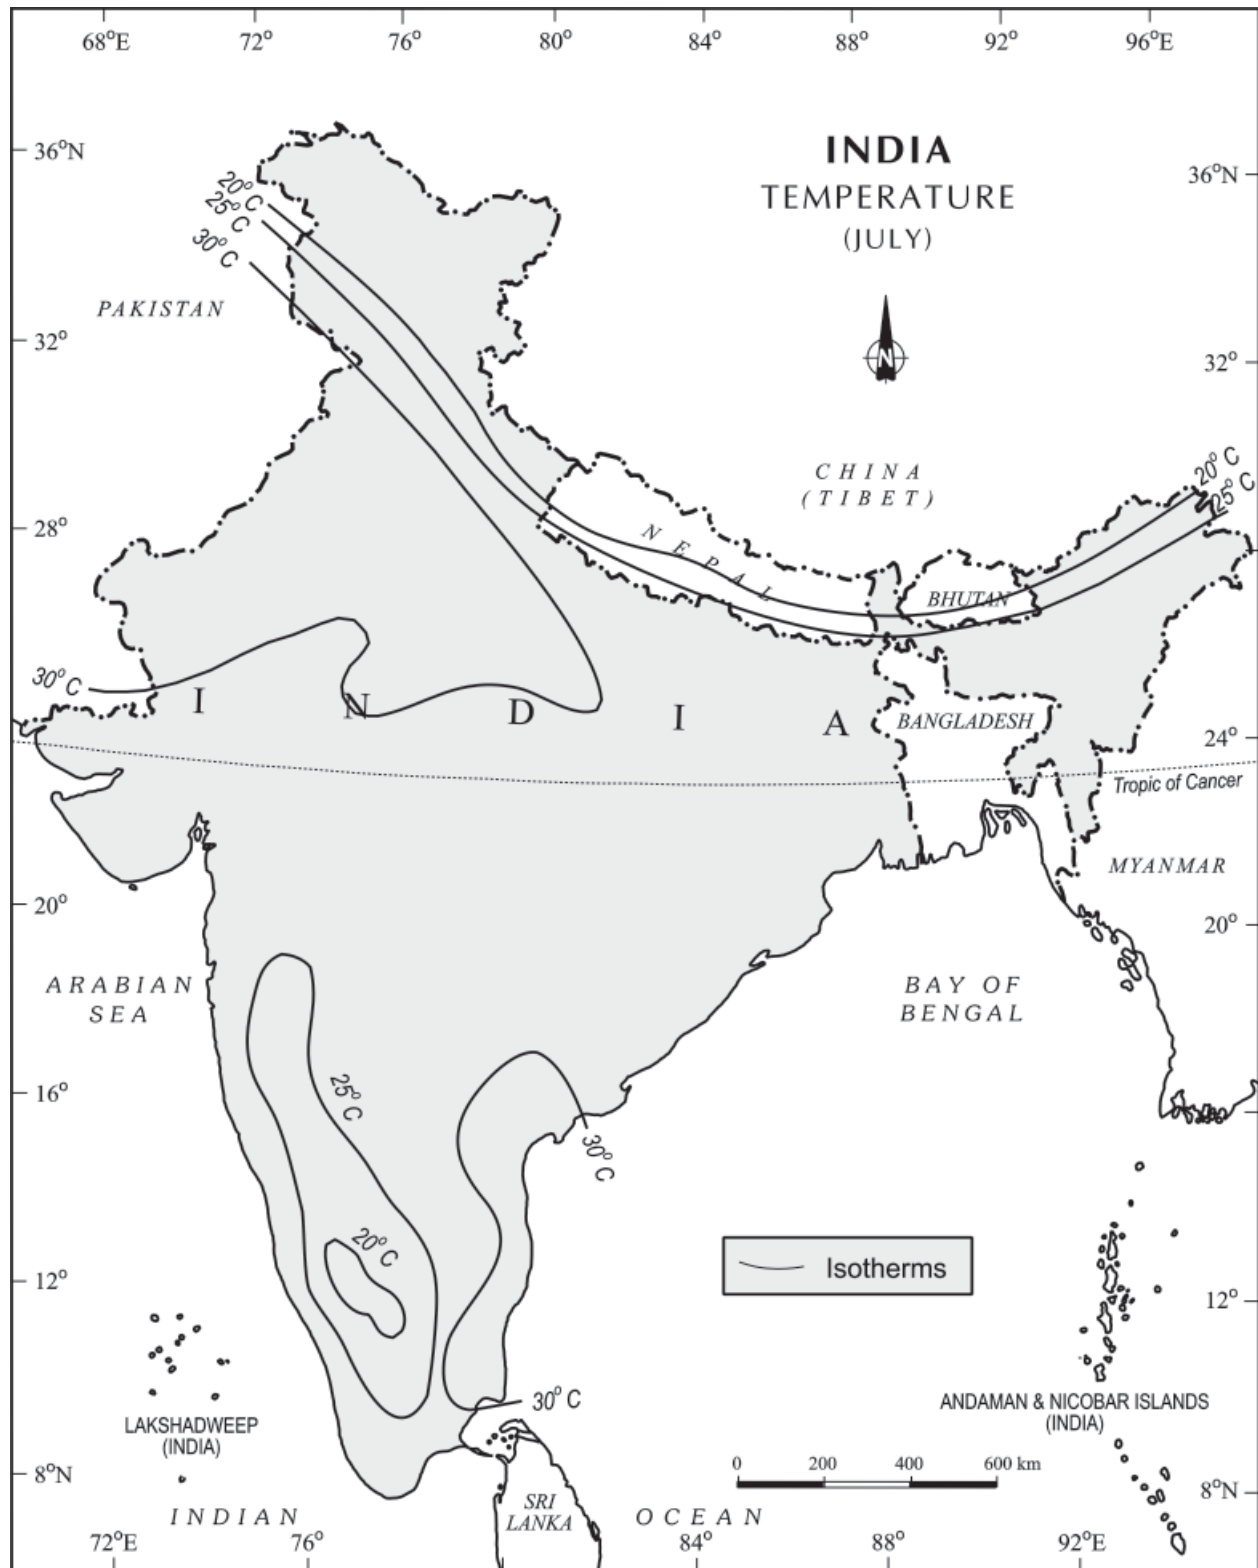 68°E 72° 76° 80° 84° 88° 92° 96°E
INDIA
TEMPERATURE
(JULY)
36°N
36°N
20° C
25° C
30° C
PAKISTAN
N
32°
32°
CHINA
(TIBET)
20° C
25° C
28°
NEPAL
BHUTAN
30° C
I N D I A
BANGLADESH
24°
Tropic of Cancer
MYANMAR
20°
20°
ARABIAN
SEA
BAY OF
BENGAL
16°
25° C
30° C
20° C
Isotherms
12°
12°
30° C
LAKSHADWEEP
(INDIA)
ANDAMAN & NICOBAR ISLANDS
(INDIA)
0 200 400 600 km
8°N
8°N
SRI
LANKA
INDIAN OCEAN
72°E 76° 84° 88° 92°E